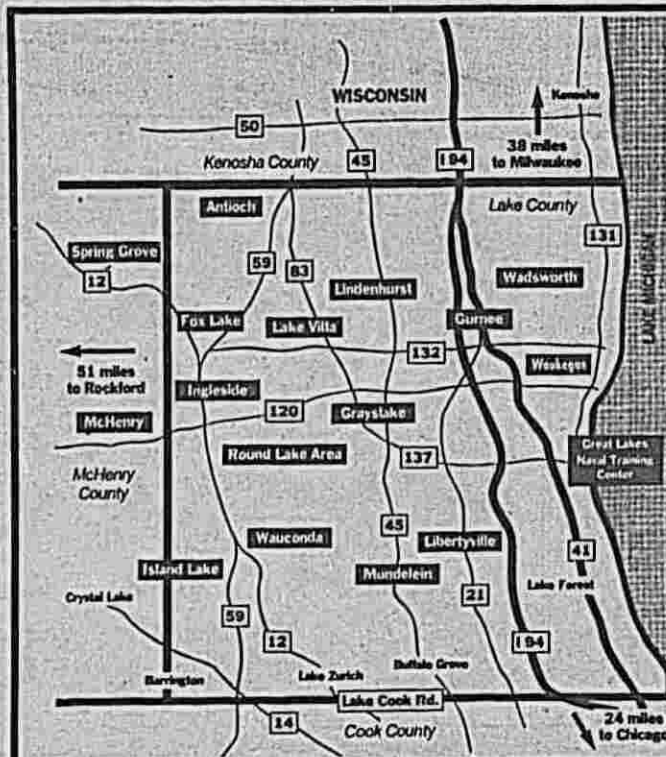 WISCONSIN
Kenosha
50
Kenosha County
45
I 94
38 miles
to Milwaukee
Antioch
Lake County
131
LAKE MICHIGAN
Spring Grove
12
59
83
Lindenhurst
Wadsworth
Fox Lake
Lake Villa
Gurnee
51 miles
to Rockford
132
Waukegan
Ingleside
McHenry
120
Grayslake
McHenry
County
Round Lake Area
137
Great Lakes
Naval Training
Center
45
Wauconda
Libertyville
41
Island Lake
Mundelein
Lake Forest
Crystal Lake
59
21
12
I 94
Buffalo Grove
Barrington
Lake Zurich
Lake Cook Rd.
14
Cook County
24 miles
to Chicago